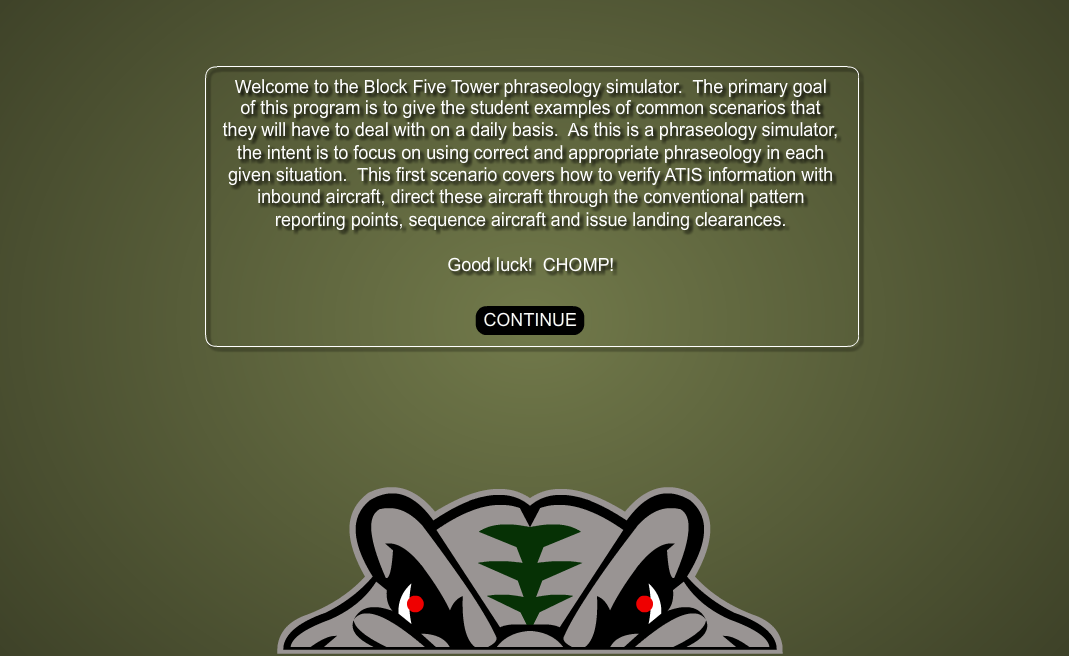 Welcome to the Block Five Tower phraseology simulator.  The primary goal
of this program is to give the student examples of common scenarios that
they will have to deal with on a daily basis.  As this is a phraseology simulator,
the intent is to focus on using correct and appropriate phraseology in each
given situation.  This first scenario covers how to verify ATIS information with
inbound aircraft, direct these aircraft through the conventional pattern
reporting points, sequence aircraft and issue landing clearances.
Good luck!  CHOMP!
CONTINUE